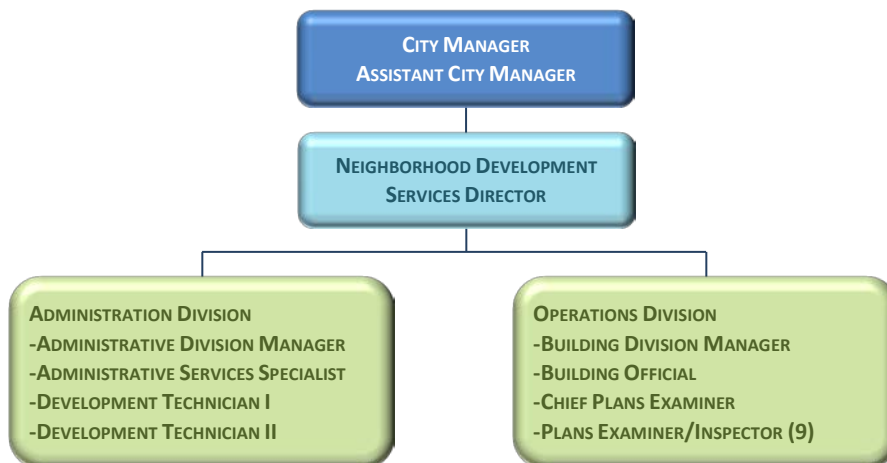 City Manager
Assistant City Manager
Neighborhood Development
Services Director
Administration Division
-Administrative Division Manager
-Administrative Services Specialist
-Development Technician I
-Development Technician II
Operations Division
-Building Division Manager
-Building Official
-Chief Plans Examiner
-Plans Examiner/Inspector (9)